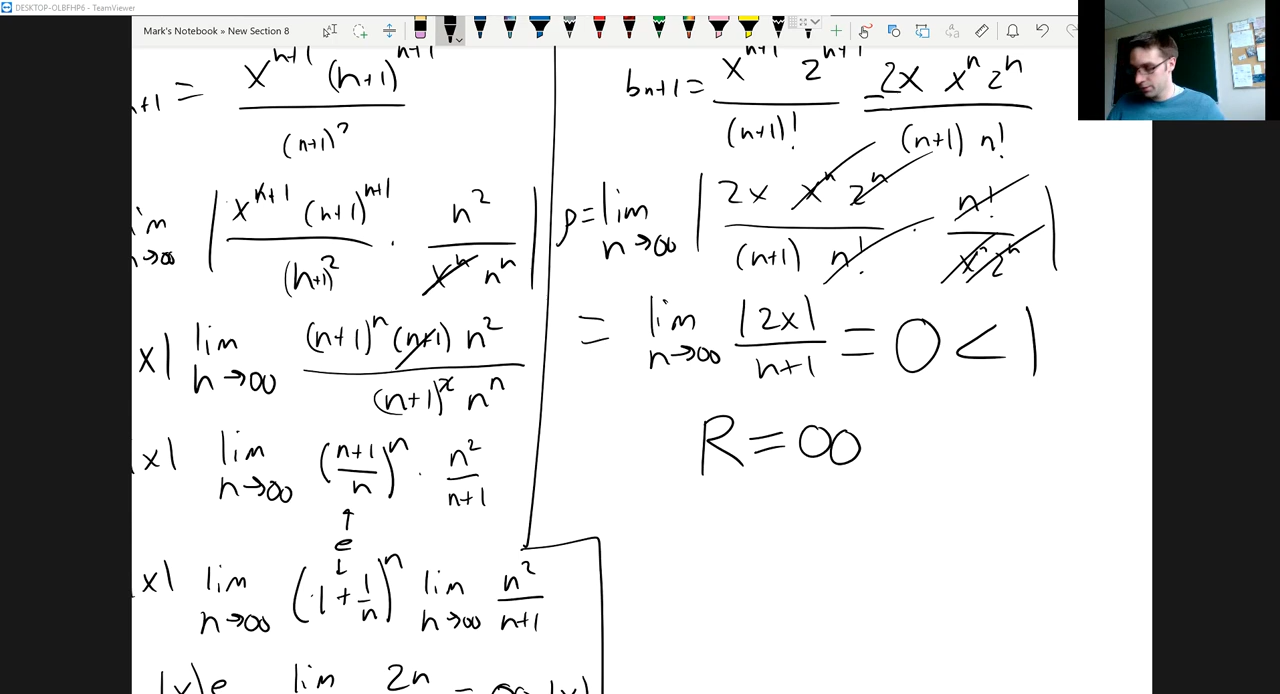 DESKTOP-OLBFHP6 - TeamViewer
Mark's Notebook » New Section 8
n+1 = x^{n+1} (n+1)^{n+1} / (n+1)^2
im n→∞ | x^{n+1} (n+1)^{n+1} / (n+1)^2 · n^2 / x^n n^n |
x| lim n→∞ (n+1)^n (n+1) n^2 / (n+1)^2 n^n
|x| lim n→∞ ((n+1)/n)^n · n^2 / n+1
↑
e
↓
|x| lim n→∞ (1 + 1/n)^n lim n→∞ n^2 / n+1
|x|e lim 2n = ∞ |x|
b_{n+1} = x^{n+1} 2^{n+1} / (n+1)! = 2x x^n 2^n / (n+1) n!
ρ = lim n→∞ | 2x x^n 2^n / (n+1) n! · n! / x^n 2^n |
= lim n→∞ |2x| / n+1 = 0 < 1
R = ∞